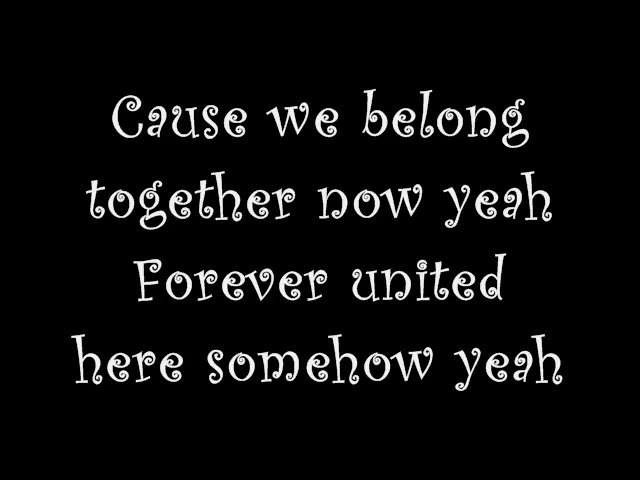 Cause we belong
together now yeah
Forever united
here somehow yeah